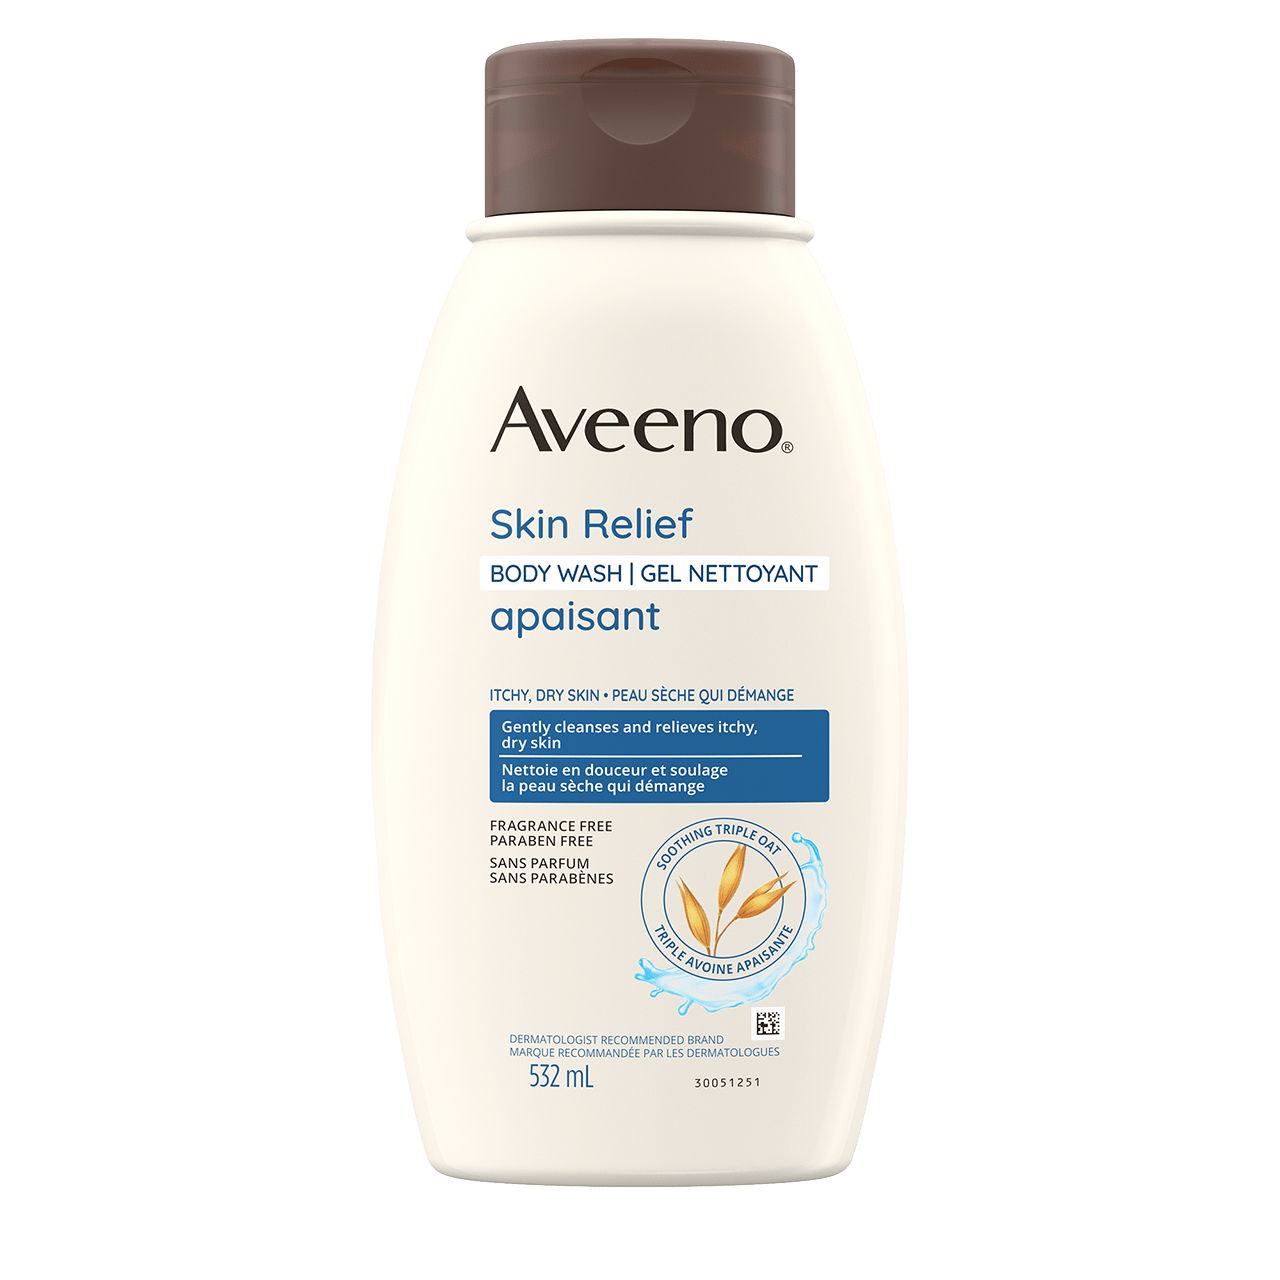 Aveeno®
Skin Relief
BODY WASH | GEL NETTOYANT
apaisant
ITCHY, DRY SKIN • PEAU SÈCHE QUI DÉMANGE
Gently cleanses and relieves itchy,
dry skin
Nettoie en douceur et soulage
la peau sèche qui démange
FRAGRANCE FREE
PARABEN FREE
SANS PARFUM
SANS PARABÈNES
SOOTHING TRIPLE OAT
TRIPLE AVOINE APAISANTE
DERMATOLOGIST RECOMMENDED BRAND
MARQUE RECOMMANDÉE PAR LES DERMATOLOGUES
532 mL
30051251